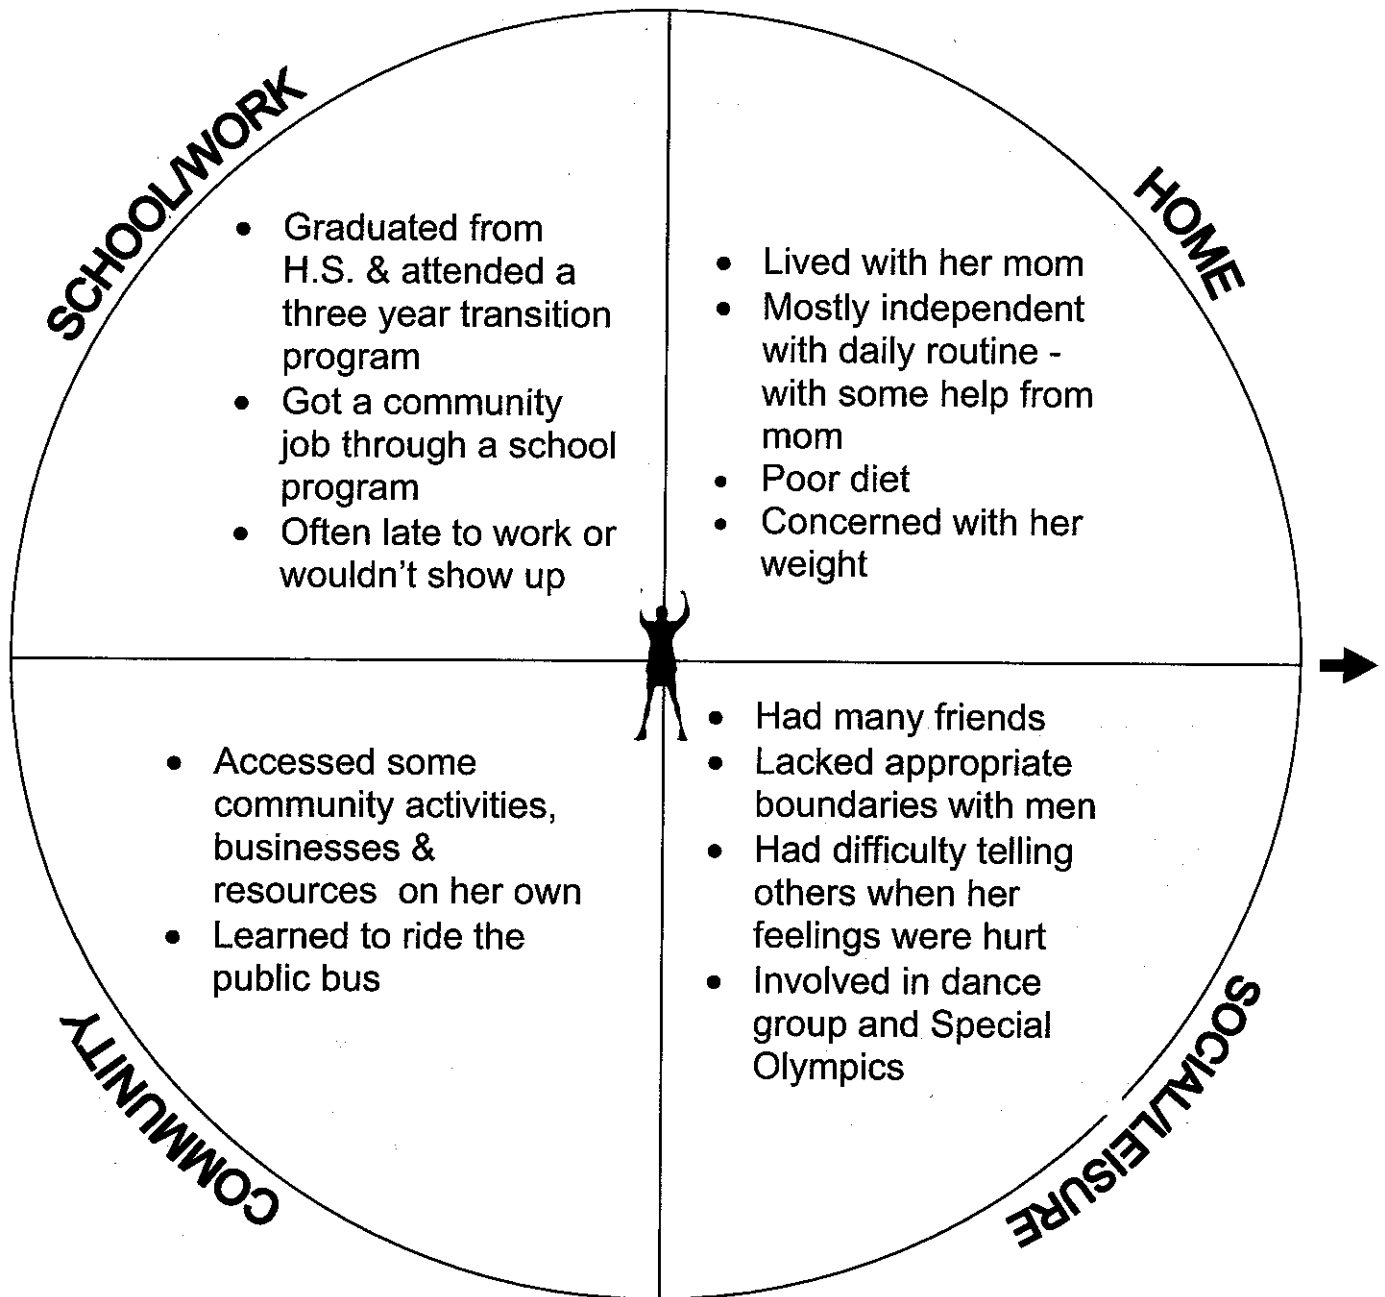 SCHOOL/WORK
• Graduated from
H.S. & attended a
three year transition
program
• Got a community
job through a school
program
• Often late to work or
wouldn't show up
HOME
• Lived with her mom
• Mostly independent
with daily routine -
with some help from
mom
• Poor diet
• Concerned with her
weight
COMMUNITY
• Accessed some
community activities,
businesses &
resources on her own
• Learned to ride the
public bus
SOCIAL/LEISURE
• Had many friends
• Lacked appropriate
boundaries with men
• Had difficulty telling
others when her
feelings were hurt
• Involved in dance
group and Special
Olympics